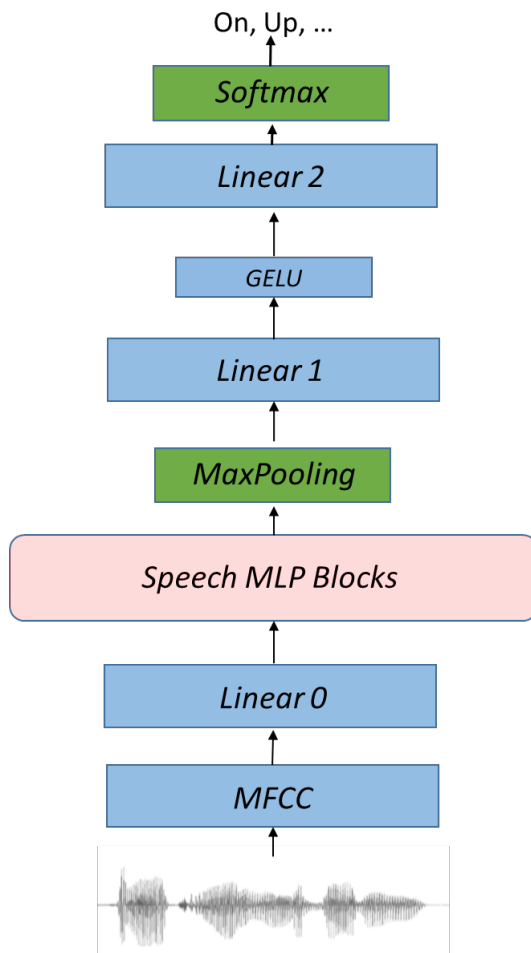 On, Up, ...
Softmax
Linear 2
GELU
Linear 1
MaxPooling
Speech MLP Blocks
Linear 0
MFCC